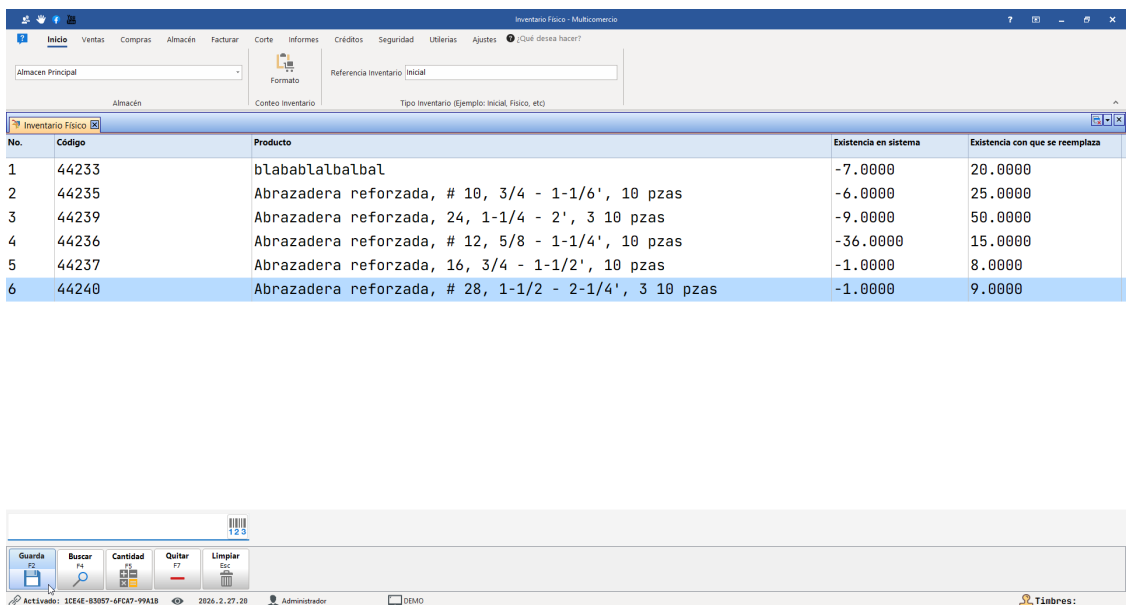 Inventario Físico - Multicomercio
Inicio Ventas Compras Almacén Facturar Corte Informes Créditos Seguridad Utilerias Ajustes ¿Qué desea hacer?
Almacen Principal
Formato
Referencia Inventario Inicial
Almacén Conteo Inventario Tipo Inventario (Ejemplo: Inicial, Fisico, etc)
Inventario Físico
No. Código Producto Existencia en sistema Existencia con que se reemplaza
1 44233 blabablalbalbal -7.0000 20.0000
2 44235 Abrazadera reforzada, # 10, 3/4 - 1-1/6', 10 pzas -6.0000 25.0000
3 44239 Abrazadera reforzada, 24, 1-1/4 - 2', 3 10 pzas -9.0000 50.0000
4 44236 Abrazadera reforzada, # 12, 5/8 - 1-1/4', 10 pzas -36.0000 15.0000
5 44237 Abrazadera reforzada, 16, 3/4 - 1-1/2', 10 pzas -1.0000 8.0000
6 44240 Abrazadera reforzada, # 28, 1-1/2 - 2-1/4', 3 10 pzas -1.0000 9.0000
123
Guarda Buscar Cantidad Quitar Limpiar
F2 F4 F5 F7 Esc
Activado: 1CE4E-83057-6FCA7-99A1B 2026.2.27.20 Administrador DEMO Timbres: